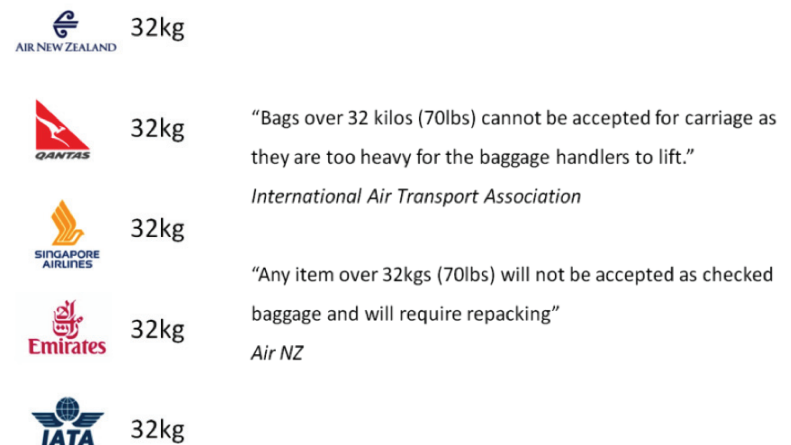 AIR NEW ZEALAND
32kg
QANTAS
32kg
“Bags over 32 kilos (70lbs) cannot be accepted for carriage as
they are too heavy for the baggage handlers to lift.”
International Air Transport Association
SINGAPORE
AIRLINES
32kg
“Any item over 32kgs (70lbs) will not be accepted as checked
baggage and will require repacking”
Air NZ
Emirates
32kg
IATA
32kg